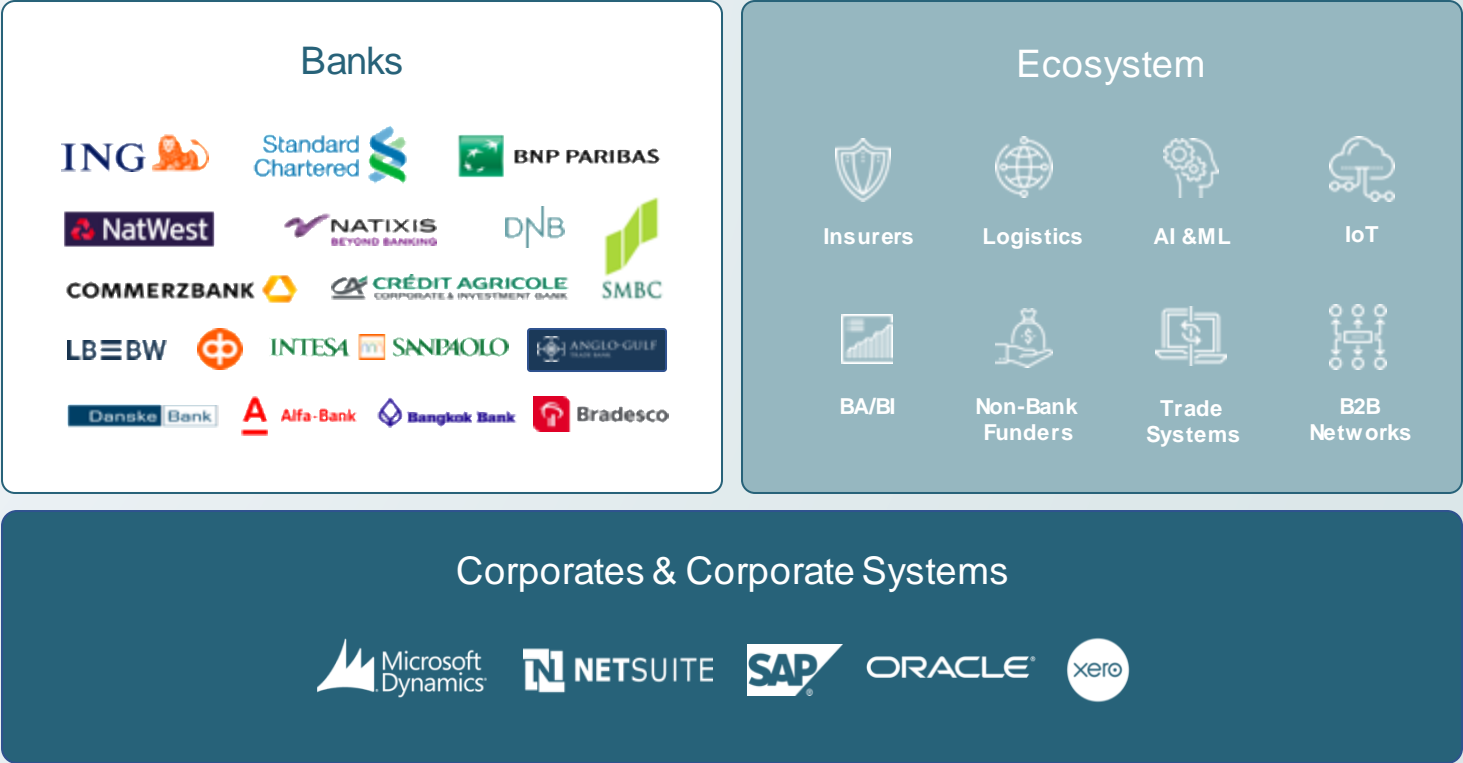 Banks
ING
Standard
Chartered
BNP PARIBAS
NatWest
NATIXIS
BEYOND BANKING
DNB
SMBC
COMMERZBANK
CRÉDIT AGRICOLE
CORPORATE & INVESTMENT BANK
LB≡BW
INTESA SANPAOLO
ANGLO-GULF
TRADE BANK
Danske Bank
Alfa-Bank
Bangkok Bank
Bradesco
Ecosystem
Insurers
Logistics
AI &ML
IoT
BA/BI
Non-Bank
Funders
Trade
Systems
B2B
Networks
Corporates & Corporate Systems
Microsoft
Dynamics
N NETSUITE
SAP®
ORACLE®
xero